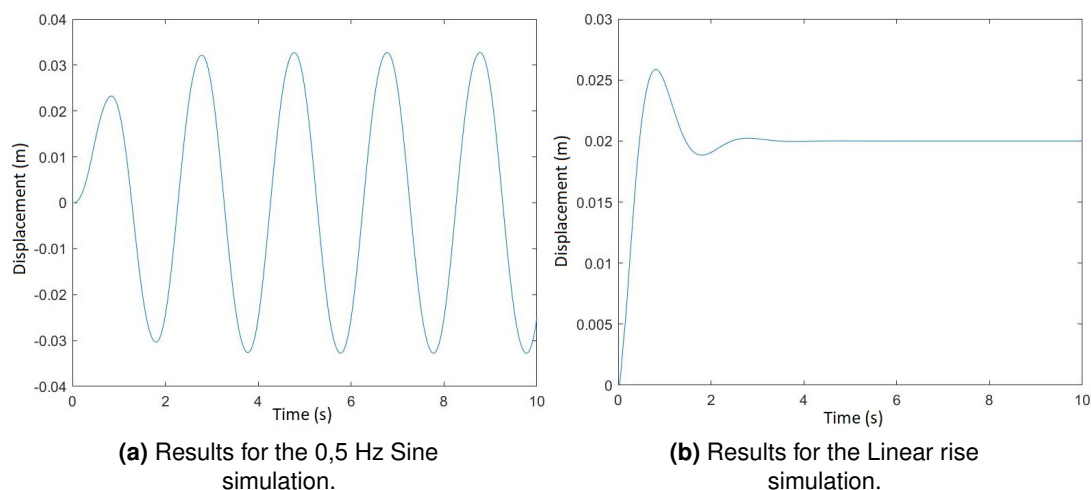 0.04
0.03
0.02
0.01
0
-0.01
-0.02
-0.03
-0.04
Displacement (m)
0 2 4 6 8 10
Time (s)
(a) Results for the 0,5 Hz Sine
simulation.
0.03
0.025
0.02
0.015
0.01
0.005
0
Displacement (m)
0 2 4 6 8 10
Time (s)
(b) Results for the Linear rise
simulation.